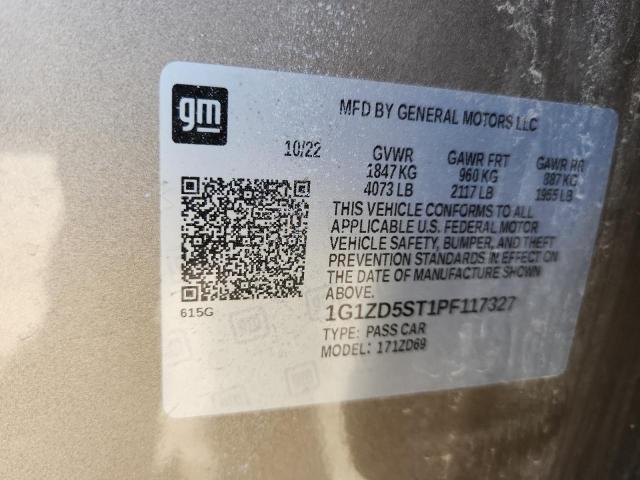 gm
MFD BY GENERAL MOTORS LLC
10/22 GVWR GAWR FRT GAWR RR
1847 KG 960 KG 887 KG
4073 LB 2117 LB 1955 LB
THIS VEHICLE CONFORMS TO ALL
APPLICABLE U.S. FEDERAL MOTOR
VEHICLE SAFETY, BUMPER, AND THEFT
PREVENTION STANDARDS IN EFFECT ON
THE DATE OF MANUFACTURE SHOWN
ABOVE.
615G
1G1ZD5ST1PF117327
TYPE: PASS CAR
MODEL: 171ZD69